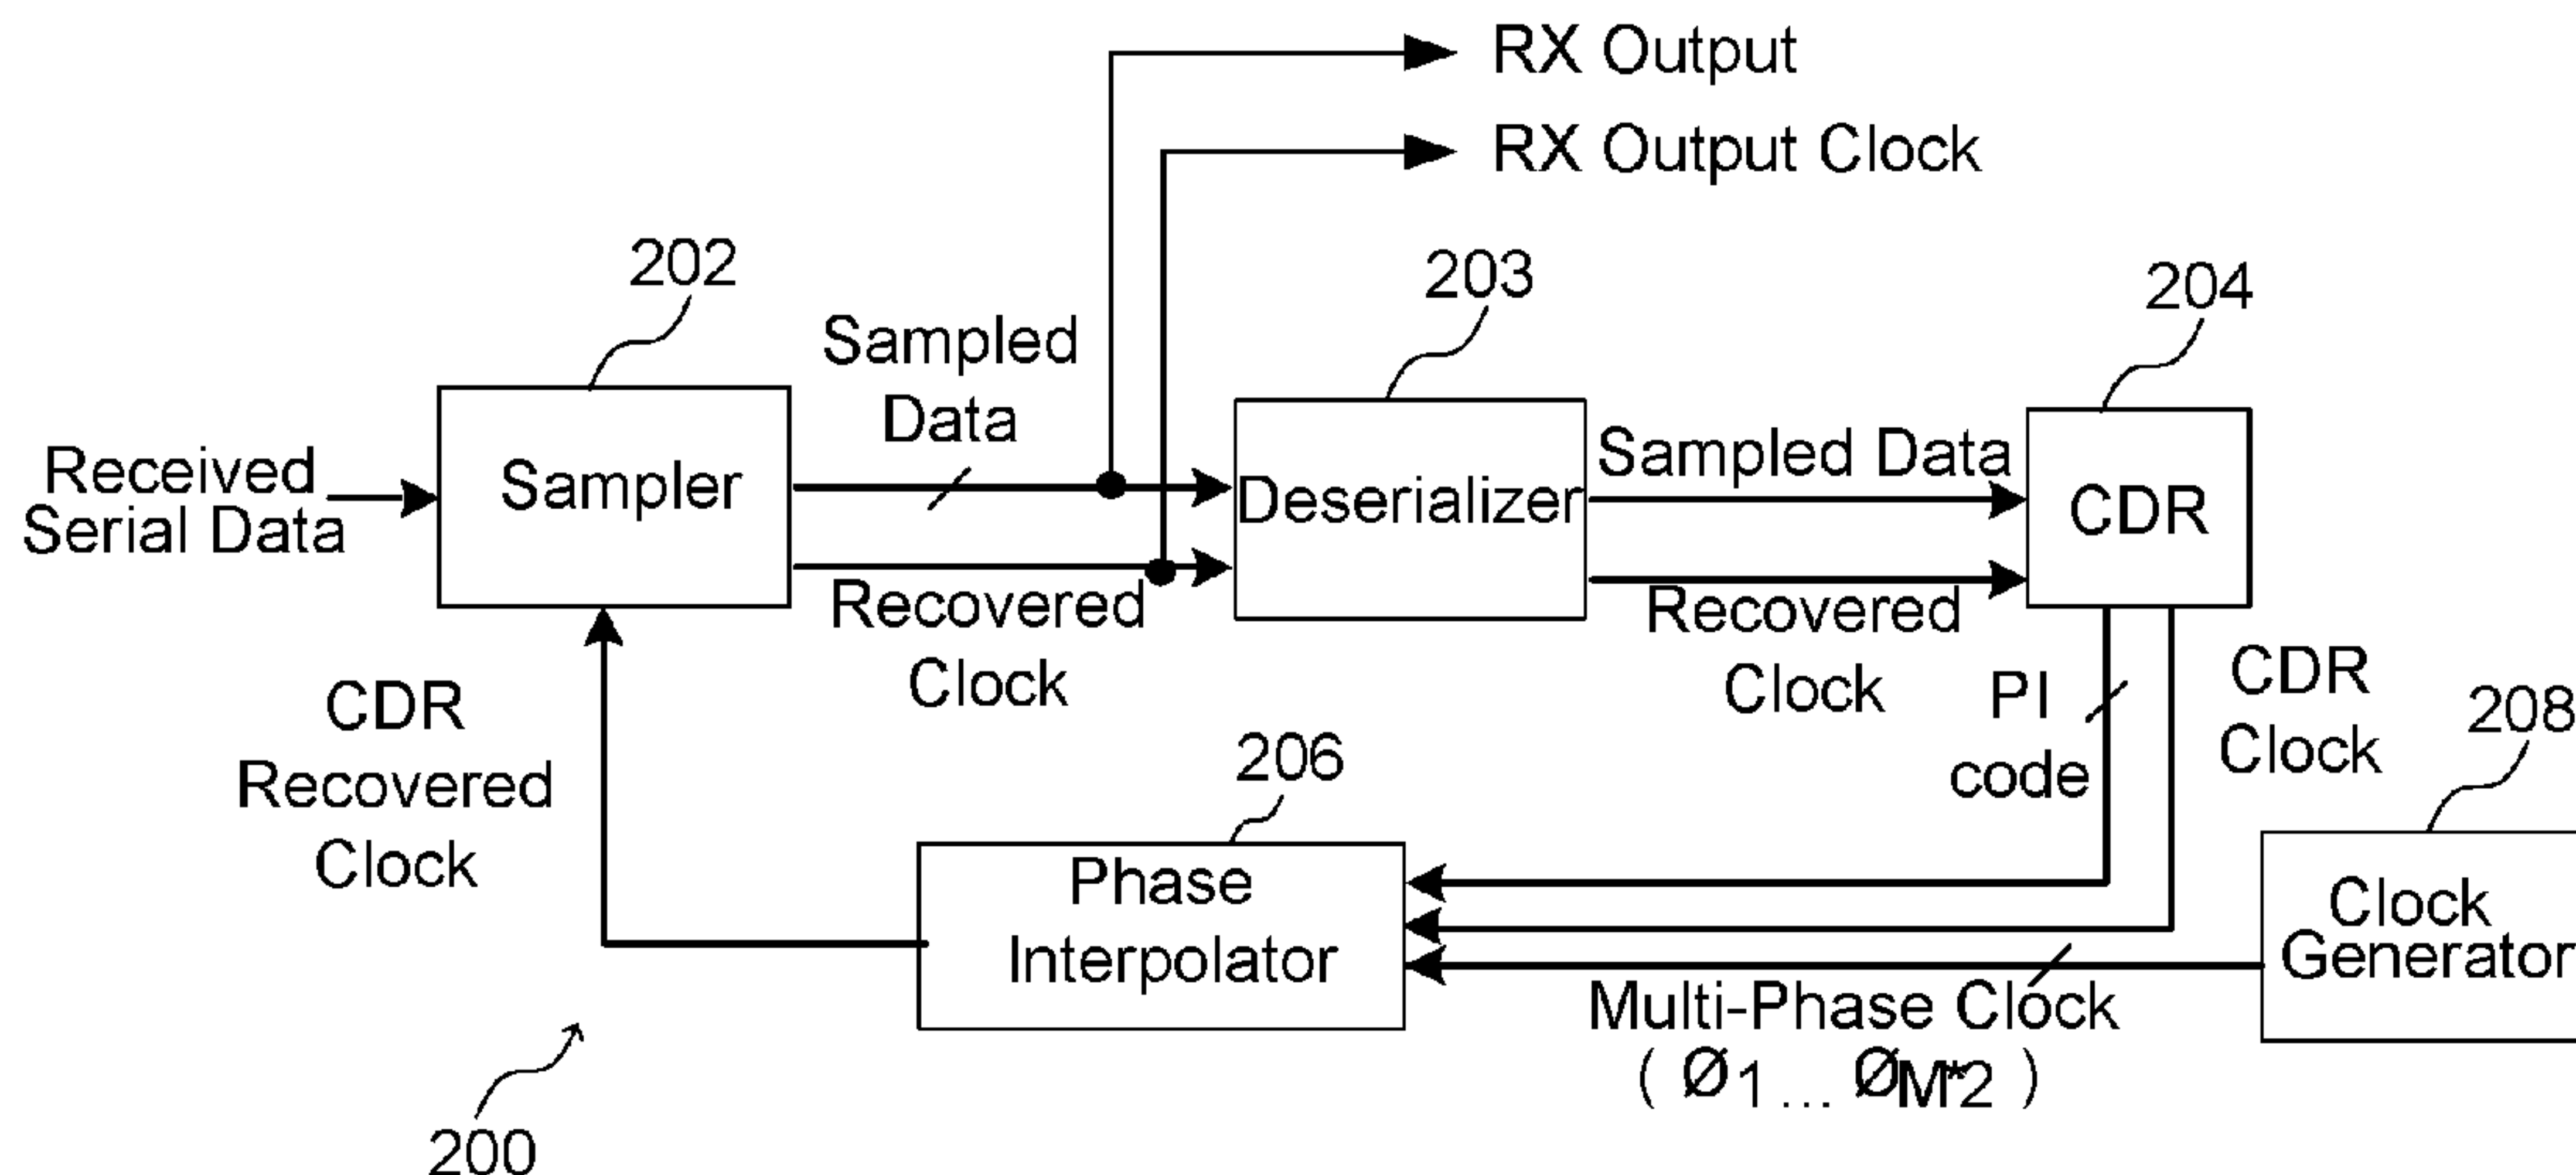 RX Output
RX Output Clock
202
203
204
Sampled
Data
Received
Serial Data
Sampler
Deserializer
Sampled Data
CDR
Recovered
Clock
Recovered
Clock
PI
code
CDR
Clock
208
CDR
Recovered
Clock
206
Phase
Interpolator
Clock
Generator
Multi-Phase Clock
( Ø1... ØM*2 )
200